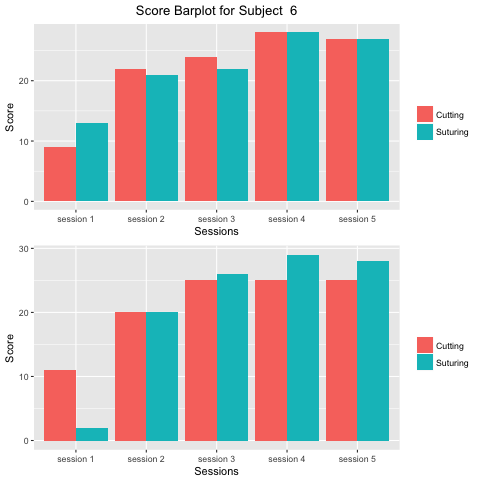 Score Barplot for Subject  6
Score
20
10
0
session 1 session 2 session 3 session 4 session 5
Sessions
Cutting
Suturing
Score
30
20
10
0
session 1 session 2 session 3 session 4 session 5
Sessions
Cutting
Suturing